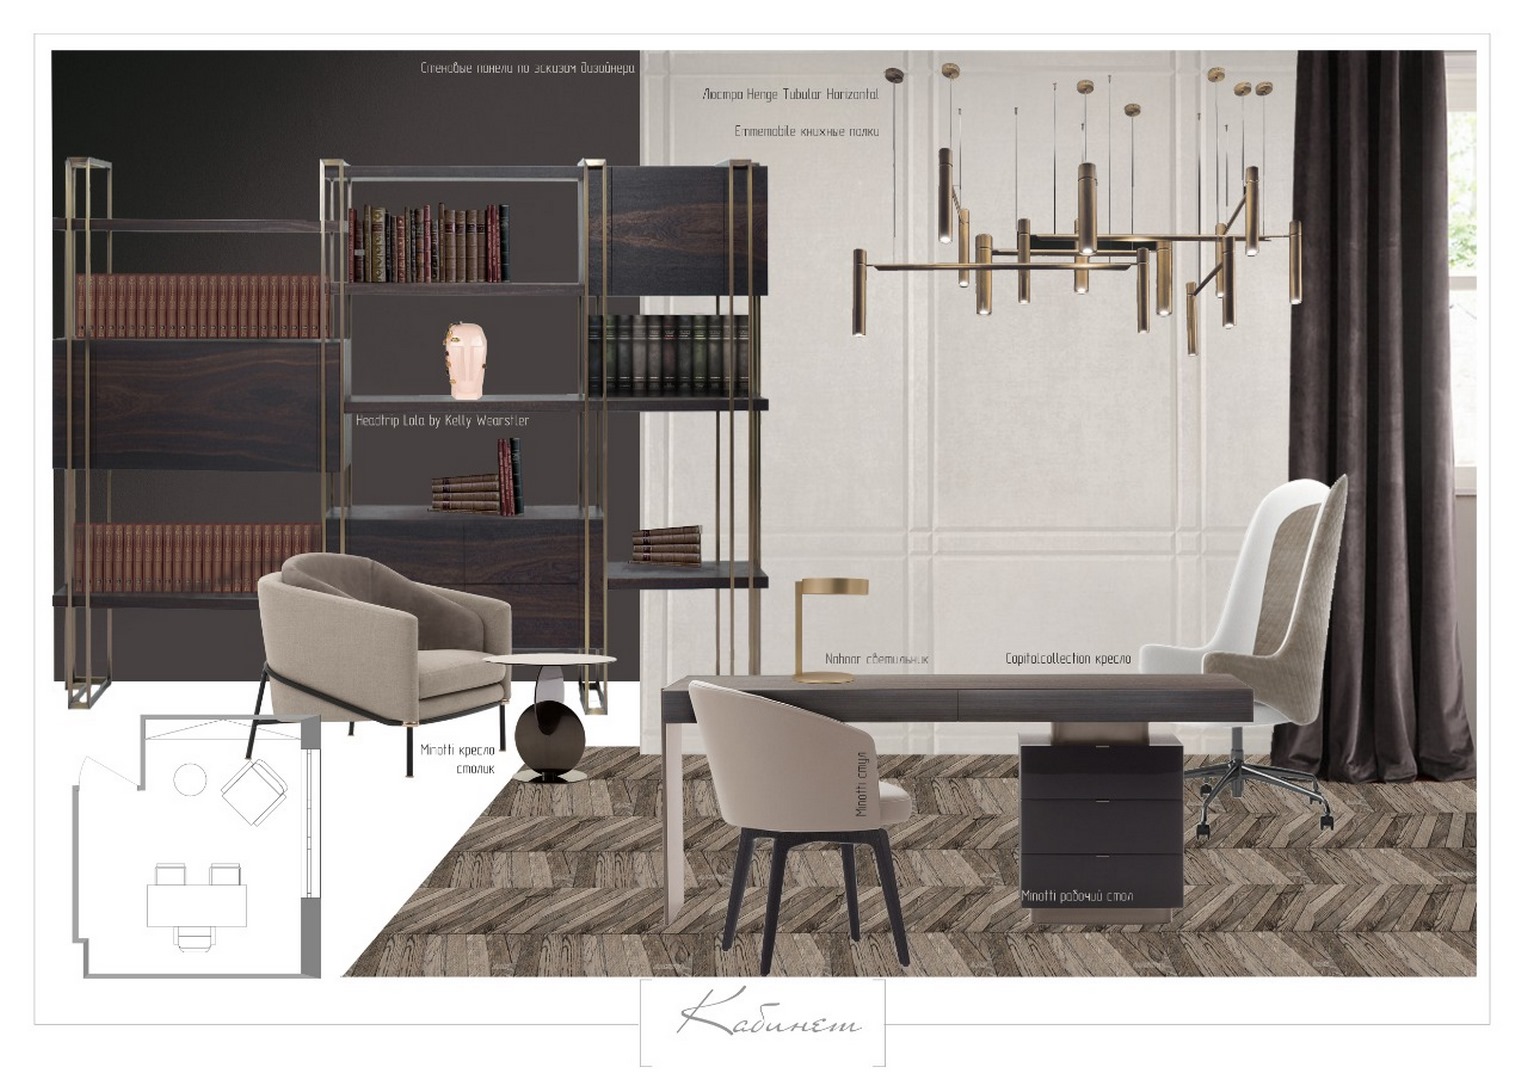 Стеновые панели по эскизам дизайнера
Люстра Henge Tubular Horizontal
Emmemobile книжные полки
Headtrip Lola by Kelly Wearstler
Nahoor светильник
Capitalcollection кресло
Minotti кресло
столик
Minotti стул
Minotti рабочий стол
Кабинет